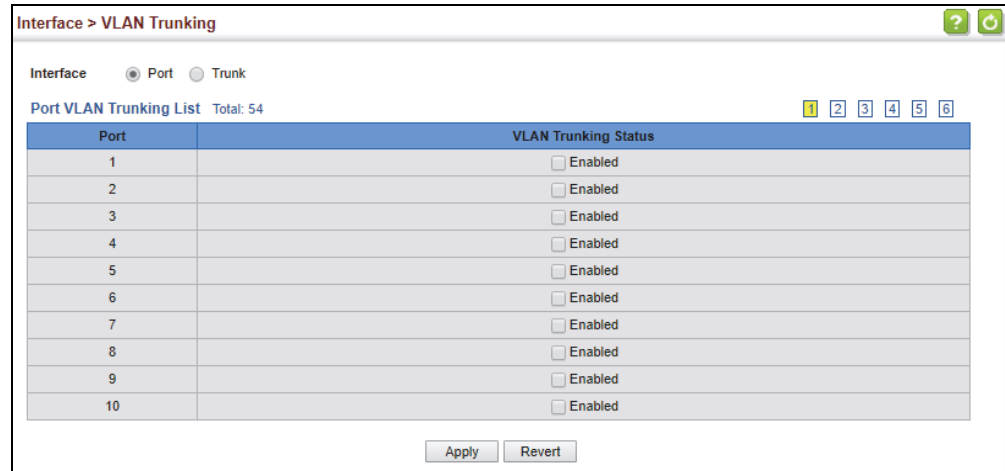 Interface > VLAN Trunking ?
Interface Port Trunk
Port VLAN Trunking List Total: 54 1 2 3 4 5 6
Port VLAN Trunking Status
1 Enabled
2 Enabled
3 Enabled
4 Enabled
5 Enabled
6 Enabled
7 Enabled
8 Enabled
9 Enabled
10 Enabled
Apply Revert